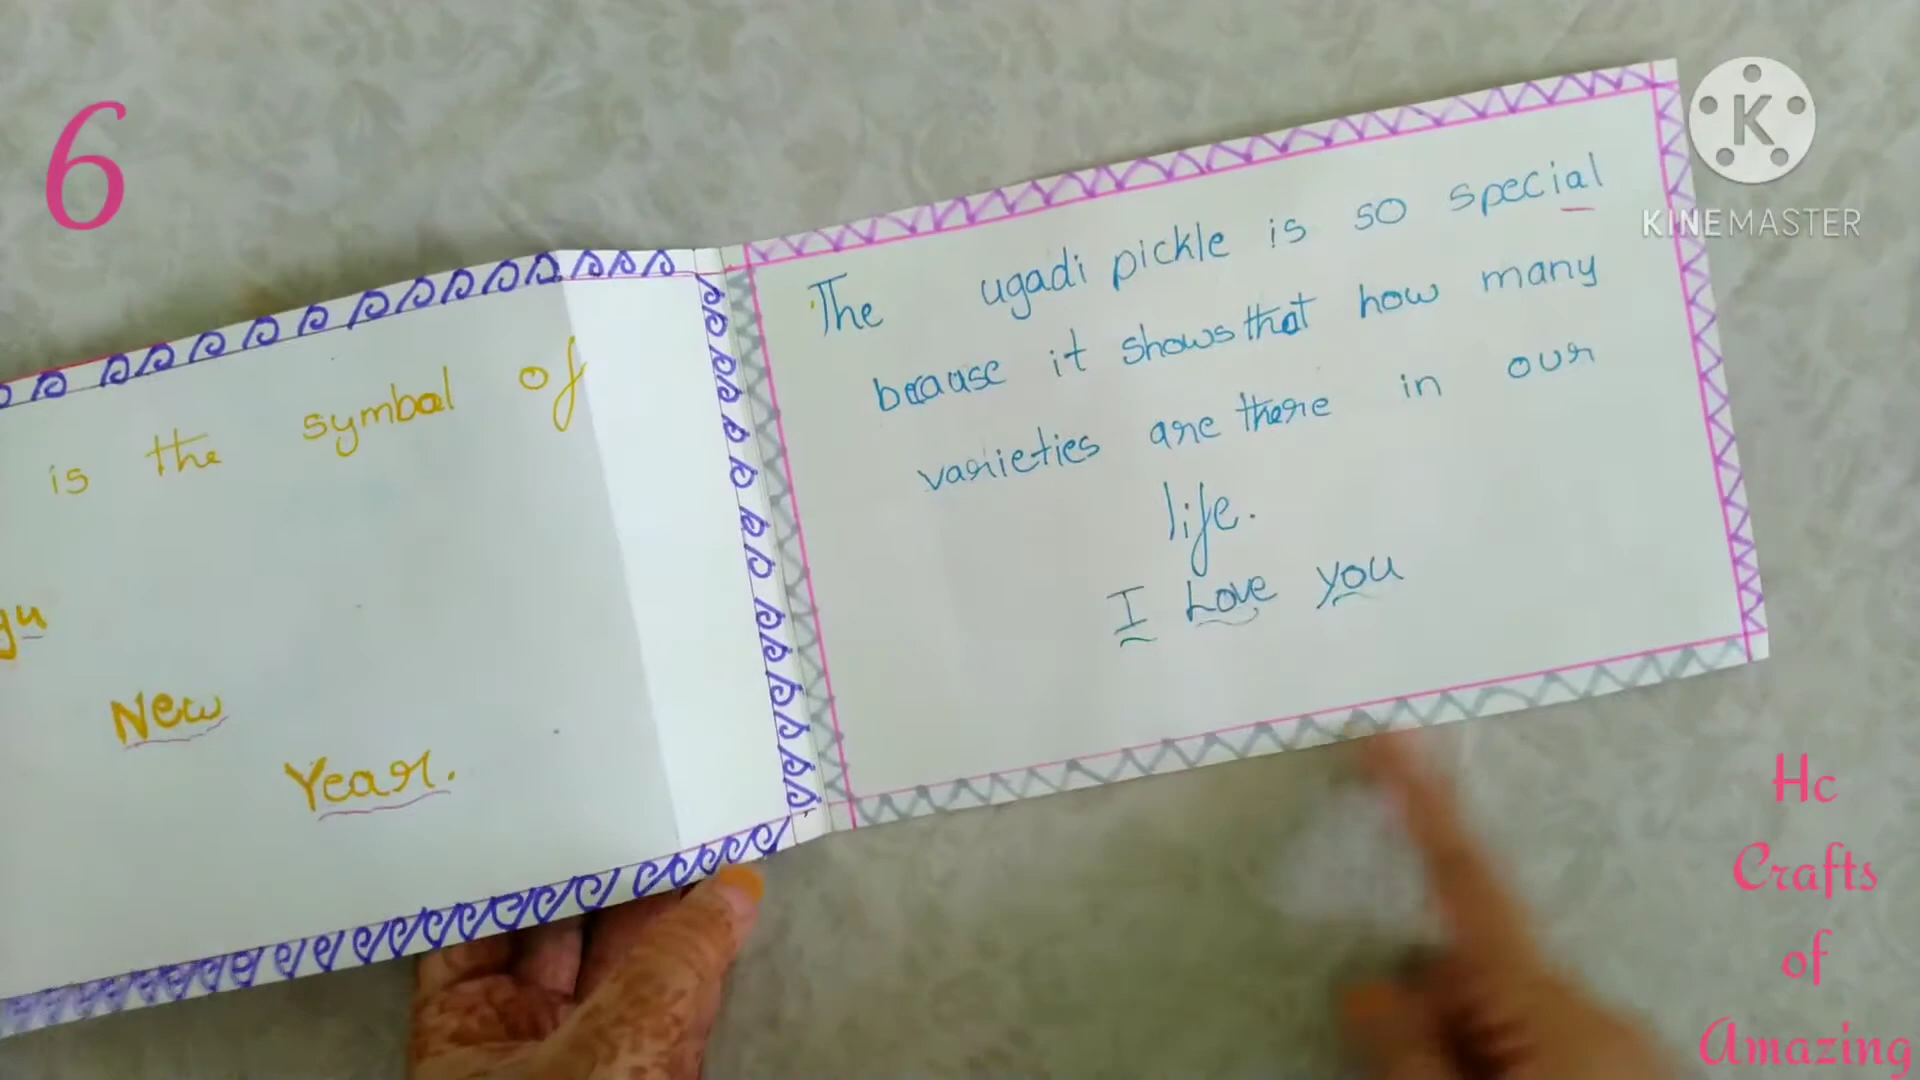 6
is the symbol of
New
Year.
The ugadi pickle is so special
because it shows that how many
varieties are there in our
life.
I Love you
K
KINEMASTER
Hc
Crafts
of
Amazing